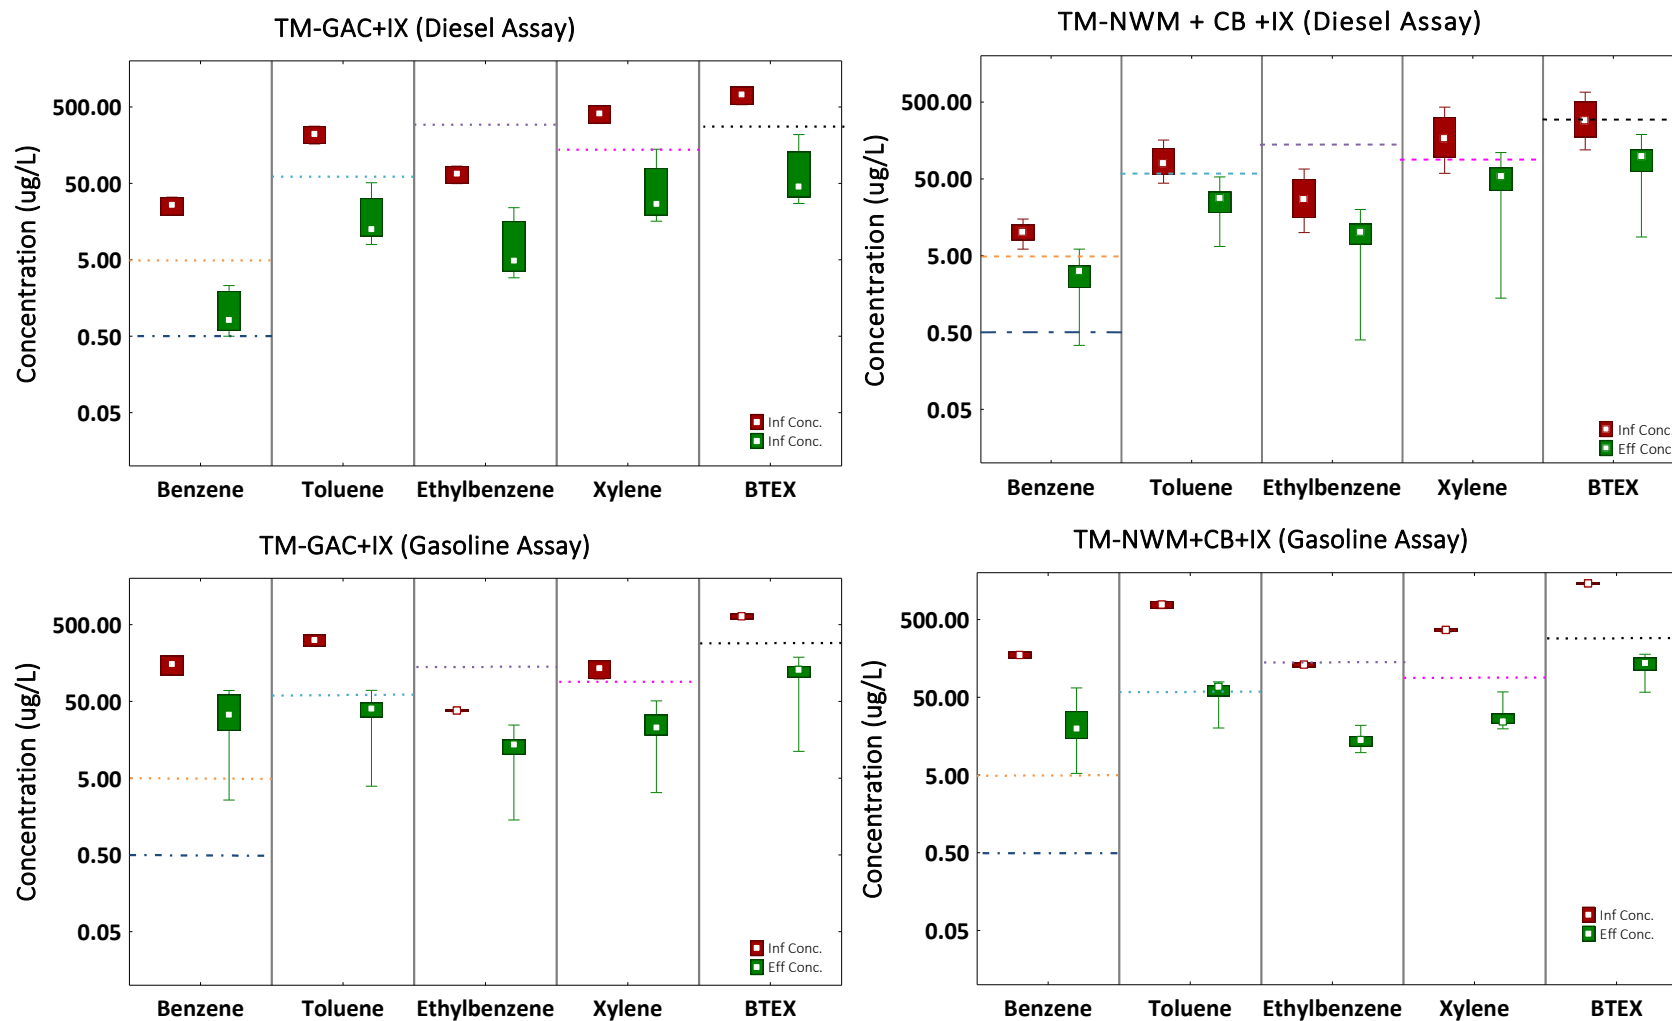 TM-GAC+IX (Diesel Assay)
Concentration (ug/L)
500.00
50.00
5.00
0.50
0.05
Inf Conc.
Inf Conc.
Benzene Toluene Ethylbenzene Xylene BTEX
TM-NWM + CB +IX (Diesel Assay)
Concentration (ug/L)
500.00
50.00
5.00
0.50
0.05
Inf Conc.
Eff Conc
Benzene Toluene Ethylbenzene Xylene BTEX
TM-GAC+IX (Gasoline Assay)
Concentration (ug/L)
500.00
50.00
5.00
0.50
0.05
Inf Conc.
Eff Conc.
Benzene Toluene Ethylbenzene Xylene BTEX
TM-NWM+CB+IX (Gasoline Assay)
Concentration (ug/L)
500.00
50.00
5.00
0.50
0.05
Inf Conc.
Eff Conc.
Benzene Toluene Ethylbenzene Xylene BTEX